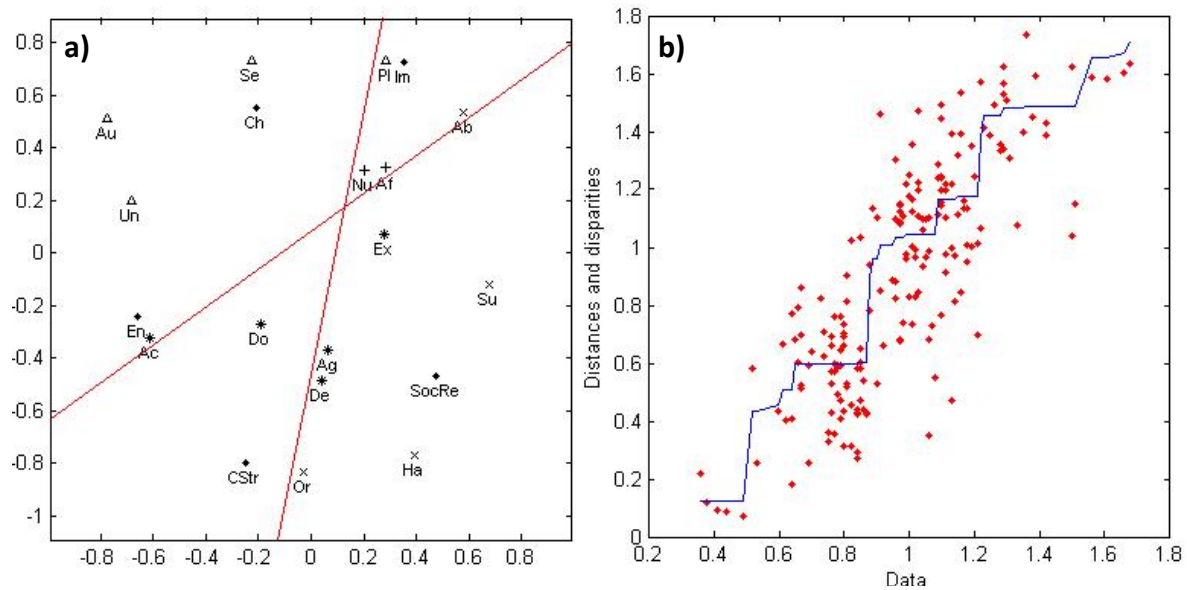 a)
0.8
0.6
0.4
0.2
0
-0.2
-0.4
-0.6
-0.8
-1
Se
Pl Im
Ch
Au
Ab
Nu
Af
Un
Ex
Su
En
Ac
Do
Ag
De
SocRe
CStr
Or
Ha
-0.8 -0.6 -0.4 -0.2 0 0.2 0.4 0.6 0.8
b)
Distances and disparities
1.8
1.6
1.4
1.2
1
0.8
0.6
0.4
0.2
0
0.2 0.4 0.6 0.8 1 1.2 1.4 1.6 1.8
Data